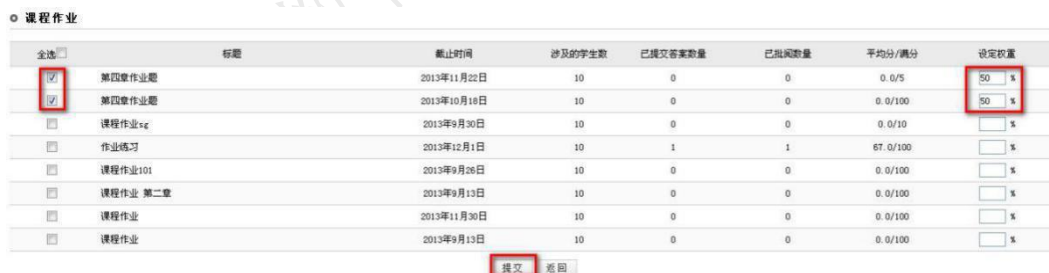 课程作业
全选 标题 截止时间 涉及的学生数 已提交答案数量 已批阅数量 平均分/满分 设定权重
第四章作业题 2013年11月22日 10 0 0 0.0/5 50 %
第四章作业题 2013年10月18日 10 0 0 0.0/100 50 %
课程作业sg 2013年9月30日 10 0 0 0.0/10 %
作业练习 2013年12月1日 10 1 1 67.0/100 %
课程作业101 2013年9月26日 10 0 0 0.0/100 %
课程作业 第二章 2013年9月13日 10 0 0 0.0/100 %
课程作业 2013年11月30日 10 0 0 0.0/100 %
课程作业 2013年9月13日 10 0 0 0.0/100 %
提交 返回